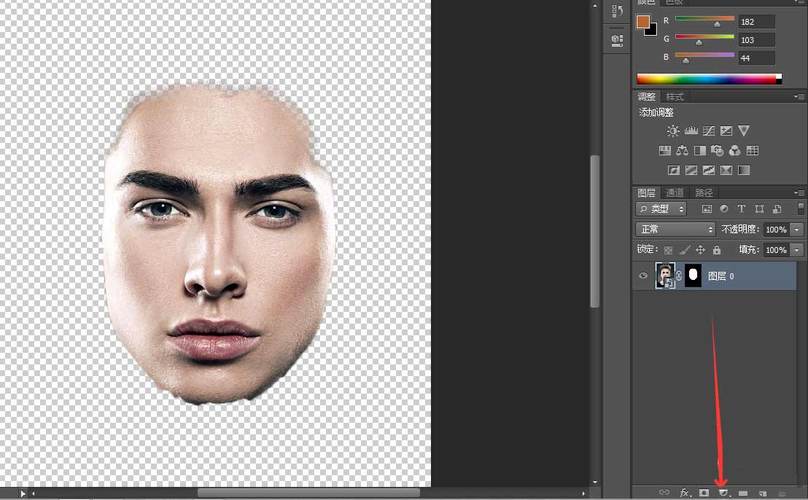 颜色 色板
R 182
G 103
B 44
调整 样式
添加调整
图层 通道 路径
类型
正常 不透明度: 100%
锁定: 填充: 100%
图层 0
fx